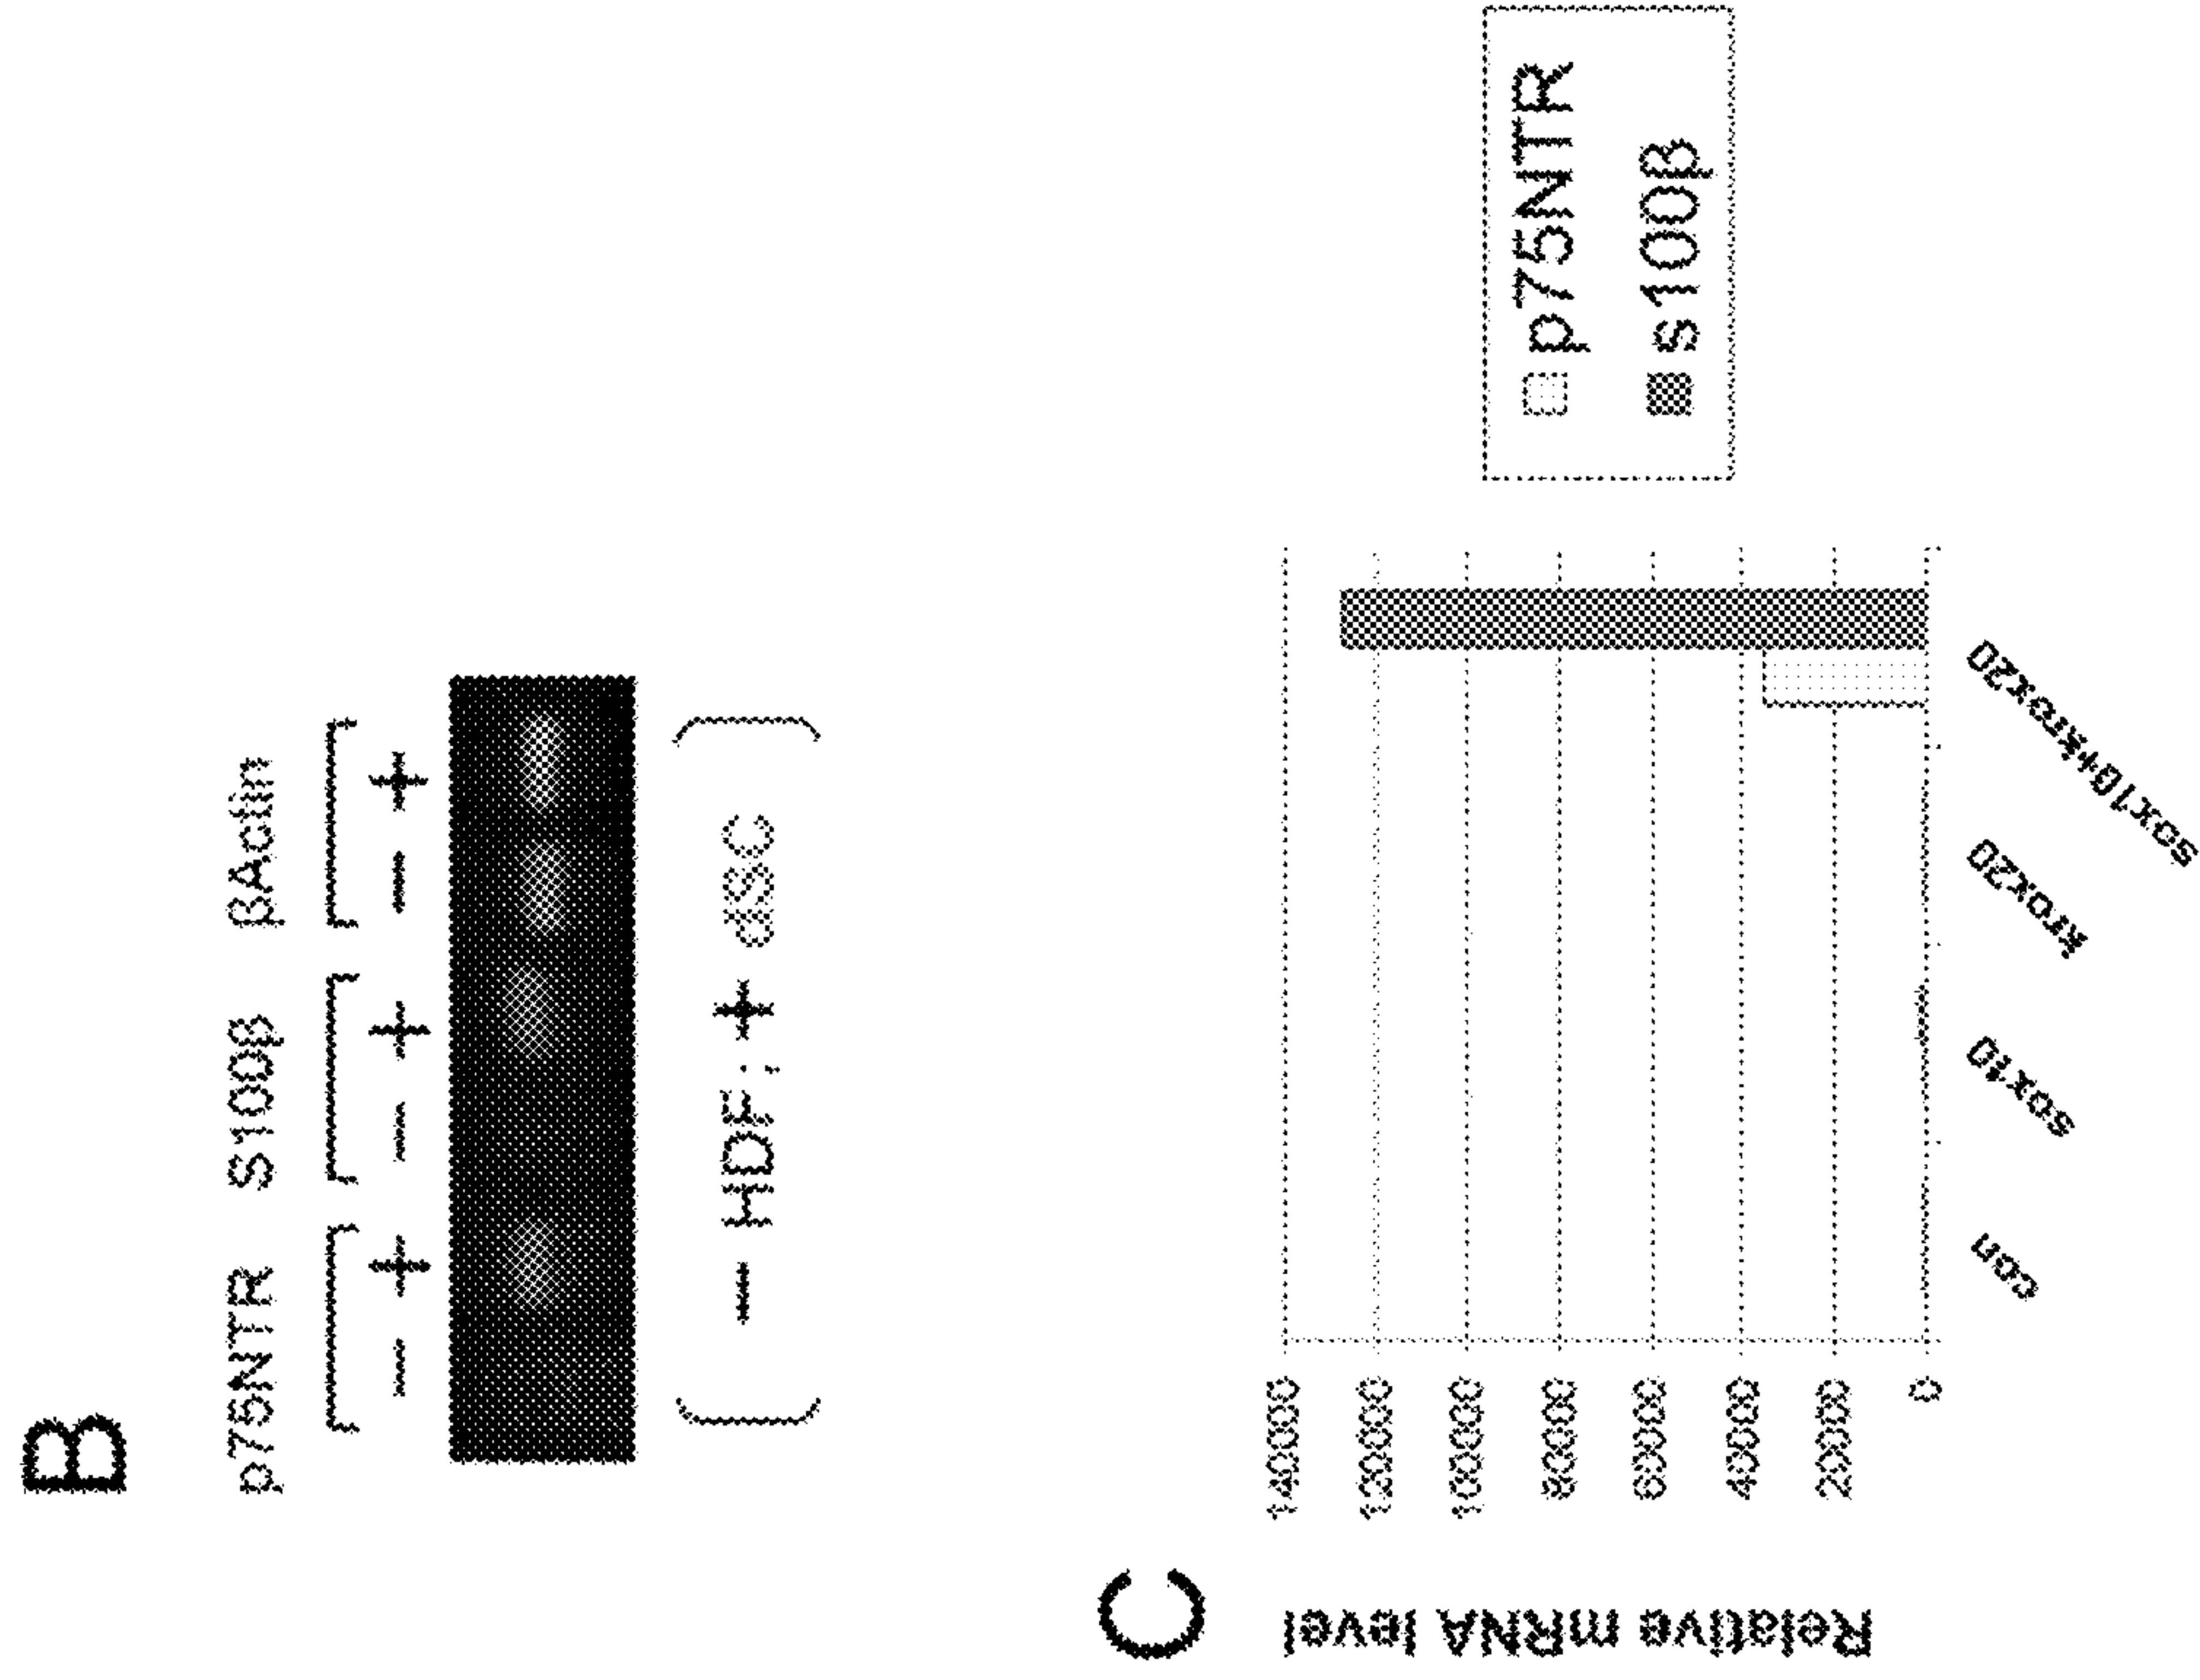 B
p75NTR S100β βActin
− + − + − +
( − HDF; + dSC )
C
Relative mRNA level
140000
120000
100000
80000
60000
40000
20000
0
con sox10 krox20 sox10+krox20
p75NTR
s100β